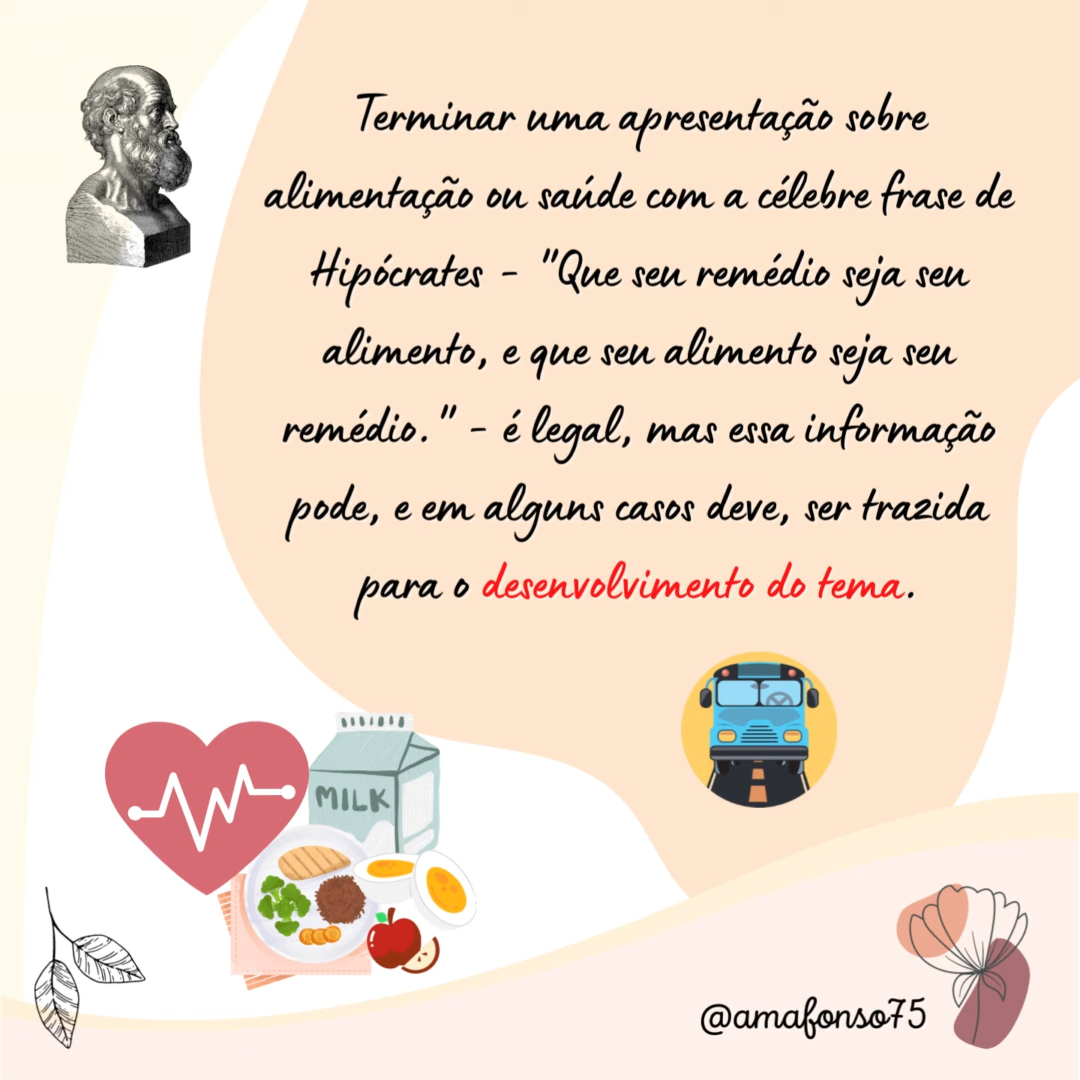 Terminar uma apresentação sobre
alimentação ou saúde com a célebre frase de
Hipócrates - "Que seu remédio seja seu
alimento, e que seu alimento seja seu
remédio." - é legal, mas essa informação
pode, e em alguns casos deve, ser trazida
para o desenvolvimento do tema.
MILK
@amafonso75